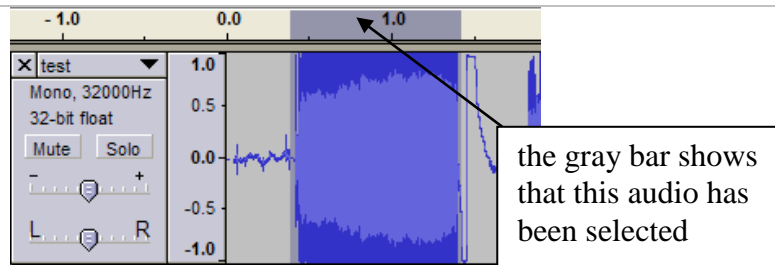 - 1.0 0.0 1.0
X test
Mono, 32000Hz
32-bit float
Mute Solo
- +
L R
1.0
0.5
0.0
-0.5
-1.0
the gray bar shows
that this audio has
been selected